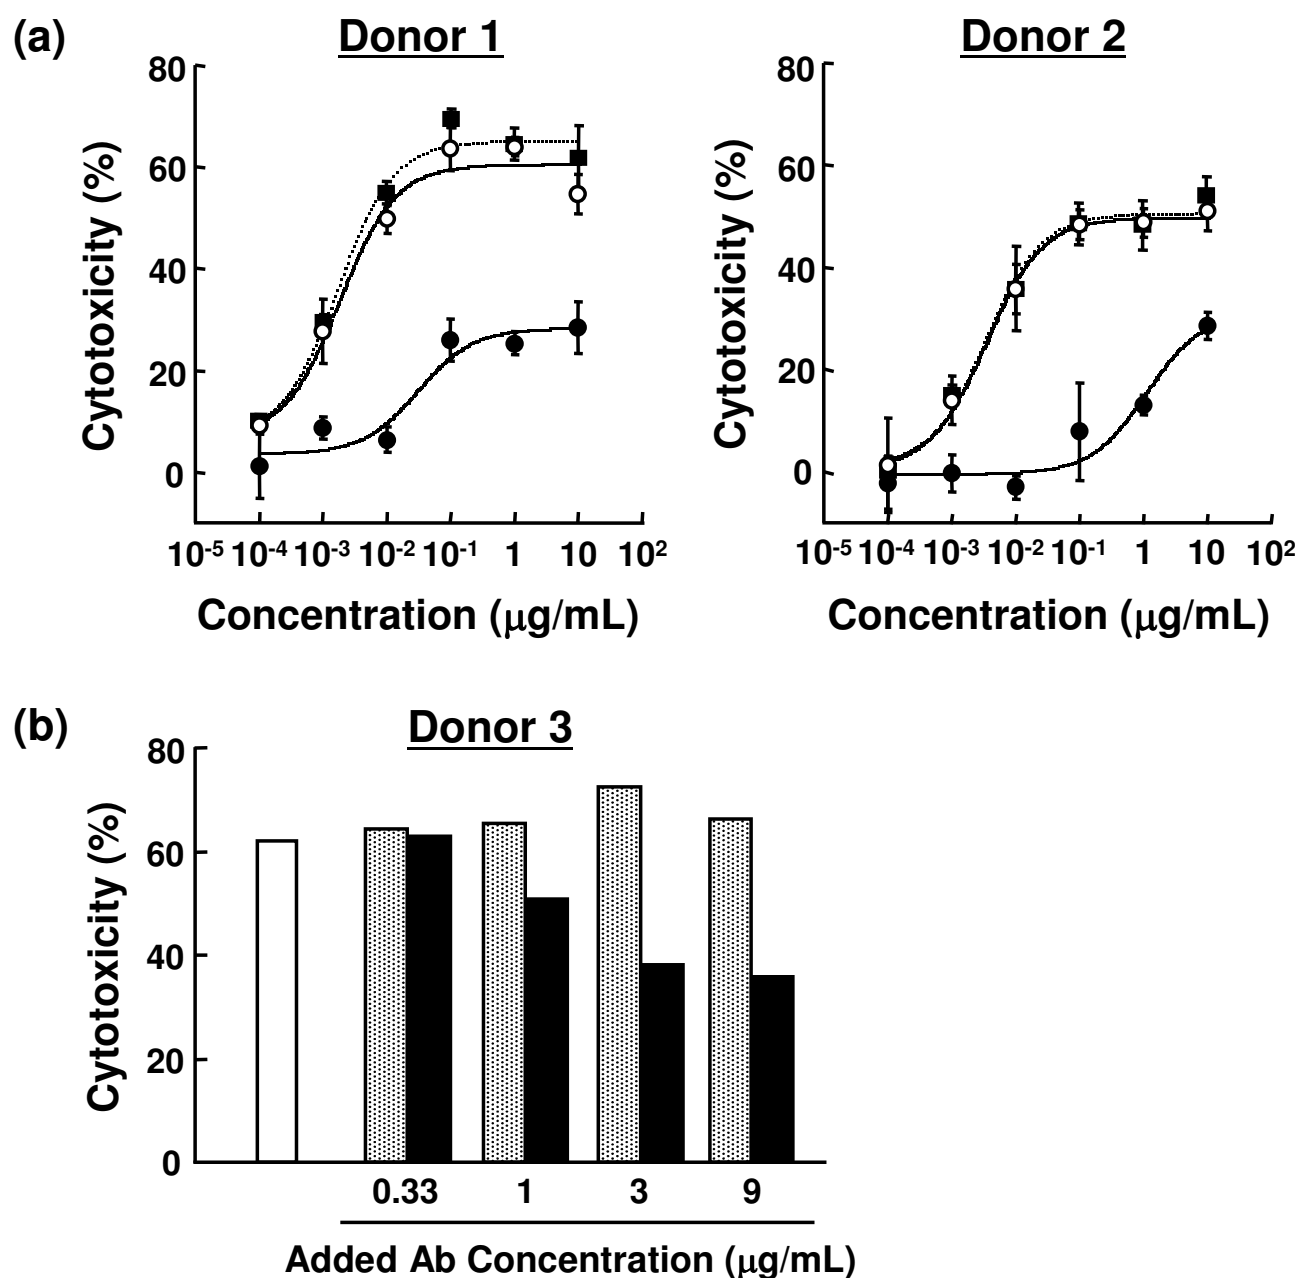 (a)
Donor 1
Donor 2
80
60
40
20
0
Cytotoxicity (%)
10-5 10-4 10-3 10-2 10-1 1 10 102
Concentration (μg/mL)
80
60
40
20
0
Cytotoxicity (%)
10-5 10-4 10-3 10-2 10-1 1 10 102
Concentration (μg/mL)
(b)
Donor 3
80
60
40
20
0
Cytotoxicity (%)
0.33 1 3 9
Added Ab Concentration (μg/mL)